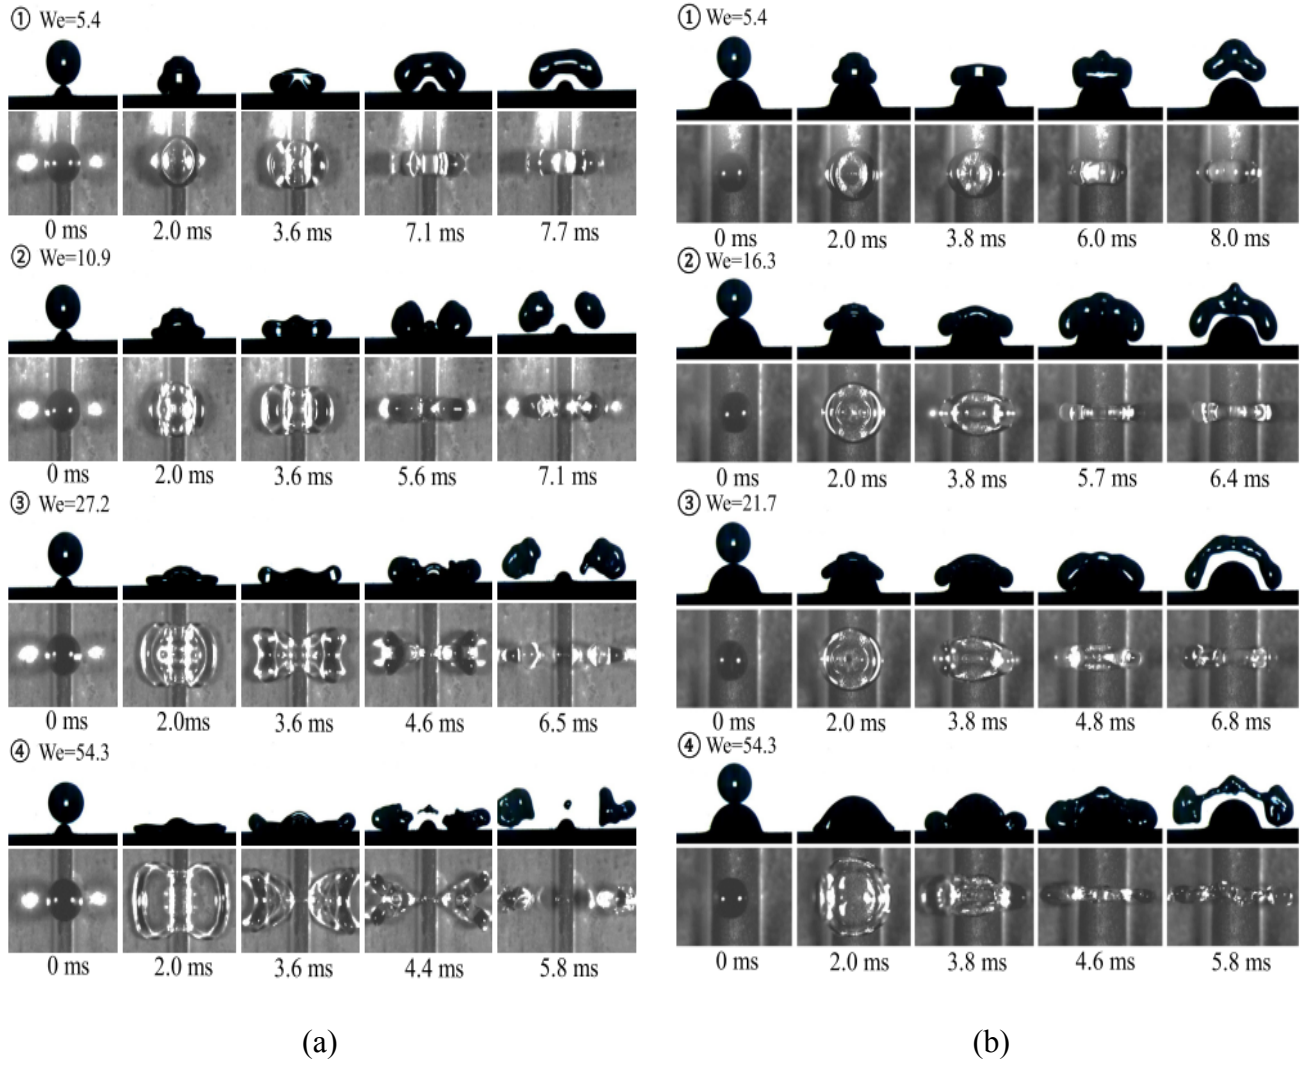 ① We=5.4
0 ms 2.0 ms 3.6 ms 7.1 ms 7.7 ms
② We=10.9
0 ms 2.0 ms 3.6 ms 5.6 ms 7.1 ms
③ We=27.2
0 ms 2.0ms 3.6 ms 4.6 ms 6.5 ms
④ We=54.3
0 ms 2.0 ms 3.6 ms 4.4 ms 5.8 ms
(a)
① We=5.4
0 ms 2.0 ms 3.8 ms 6.0 ms 8.0 ms
② We=16.3
0 ms 2.0 ms 3.8 ms 5.7 ms 6.4 ms
③ We=21.7
0 ms 2.0 ms 3.8 ms 4.8 ms 6.8 ms
④ We=54.3
0 ms 2.0 ms 3.8 ms 4.6 ms 5.8 ms
(b)